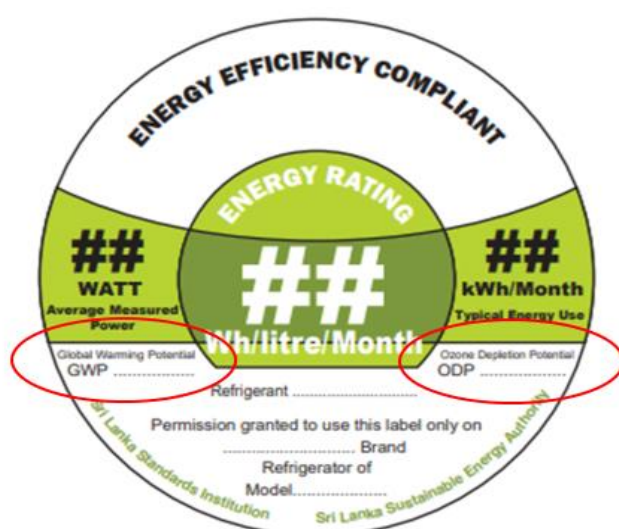 ENERGY EFFICIENCY COMPLIANT
ENERGY RATING
##
WATT
Average Measured
Power
##
Wh/litre/Month
##
kWh/Month
Typical Energy Use
Global Warming Potential
GWP ....................
Ozone Depletion Potential
ODP ....................
Refrigerant ..............................
Permission granted to use this label only on
............................... Brand
Refrigerator of
Model.......................
Sri Lanka Standards Institution
Sri Lanka Sustainable Energy Authority